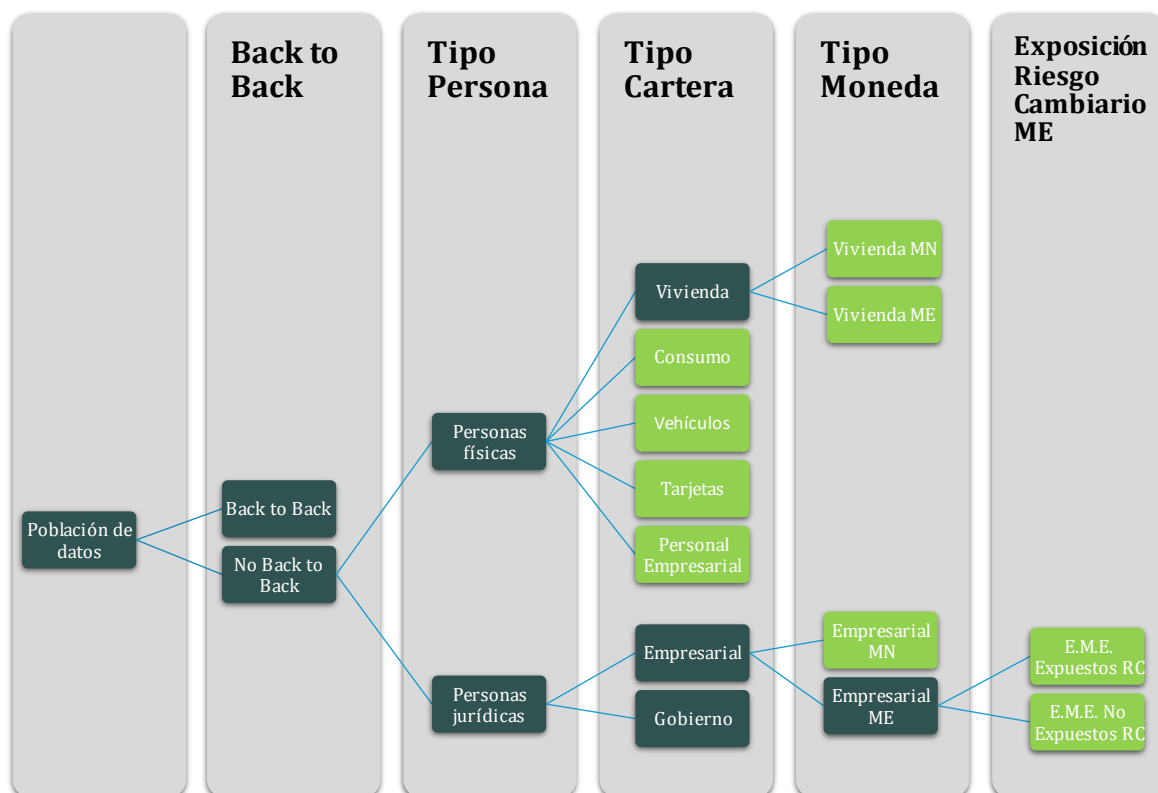 Back to
Back
Tipo
Persona
Tipo
Cartera
Tipo
Moneda
Exposición
Riesgo
Cambiario
ME
Población de
datos
Back to Back
No Back to
Back
Personas
físicas
Personas
jurídicas
Vivienda
Consumo
Vehículos
Tarjetas
Personal
Empresarial
Empresarial
Gobierno
Vivienda MN
Vivienda ME
Empresarial
MN
Empresarial
ME
E.M.E.
Expuestos RC
E.M.E. No
Expuestos RC